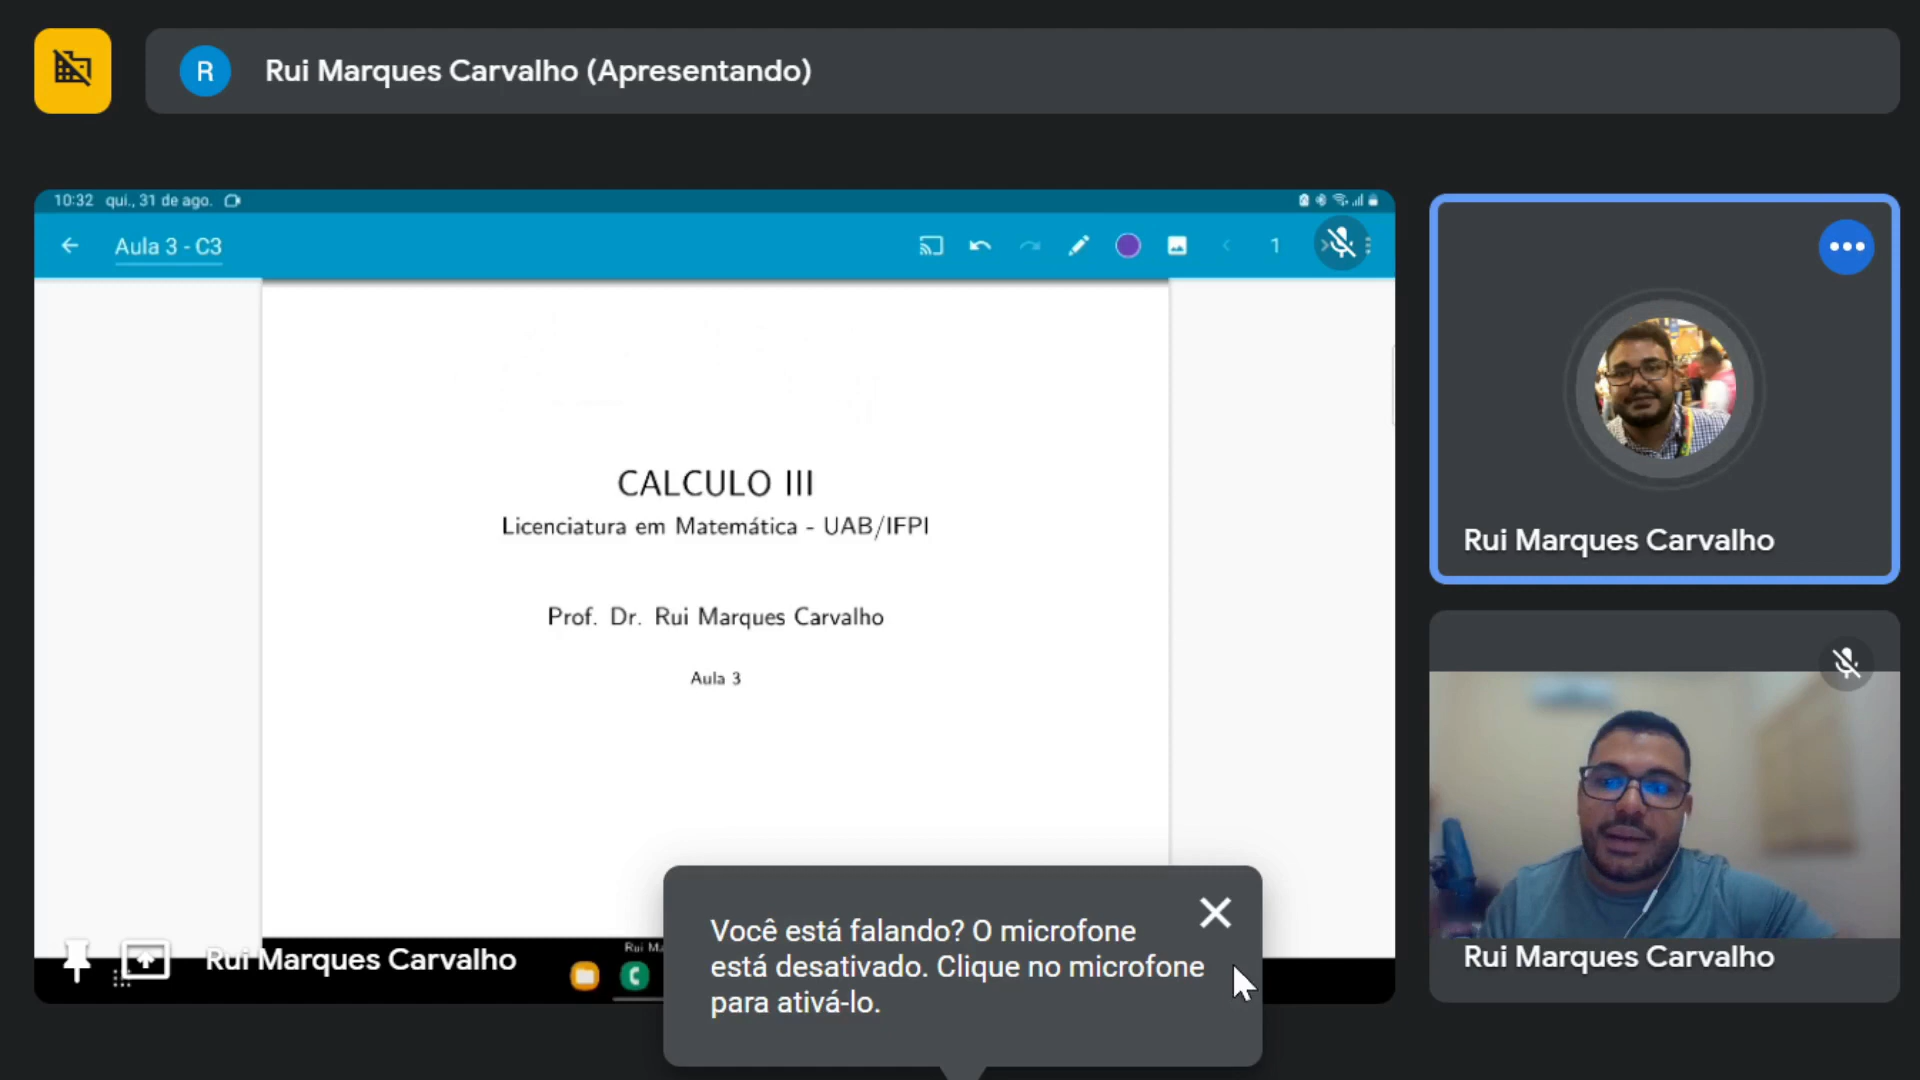 R
Rui Marques Carvalho (Apresentando)
10:32 qui., 31 de ago.
Aula 3 - C3
1
CALCULO III
Licenciatura em Matemática - UAB/IFPI
Prof. Dr. Rui Marques Carvalho
Aula 3
Rui Marques Carvalho
Rui Ma
Você está falando? O microfone
está desativado. Clique no microfone
para ativá-lo.
Rui Marques Carvalho
Rui Marques Carvalho